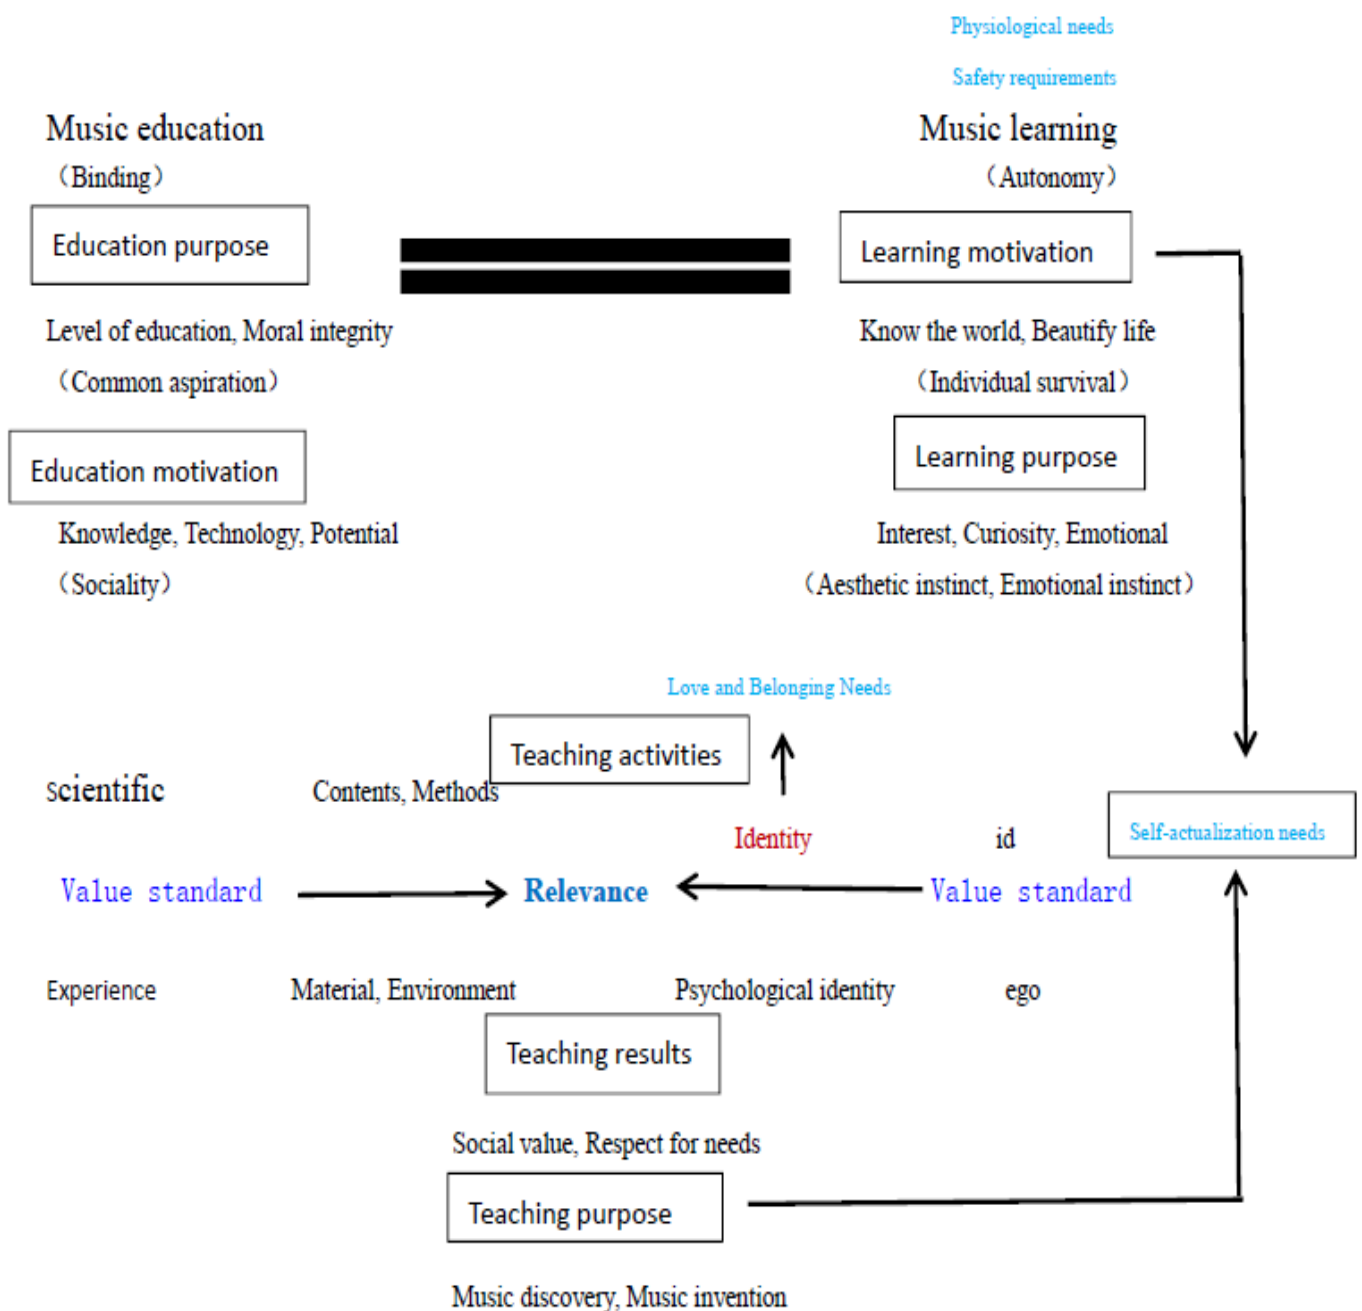 Physiological needs
Safety requirements
Music education
Music learning
（Binding）
（Autonomy）
Education purpose
Learning motivation
Level of education, Moral integrity
Know the world, Beautify life
（Common aspiration）
（Individual survival）
Education motivation
Learning purpose
Knowledge, Technology, Potential
Interest, Curiosity, Emotional
（Sociality）
（Aesthetic instinct, Emotional instinct）
Love and Belonging Needs
Teaching activities
Scientific
Contents, Methods
Identity
id
Self-actualization needs
Value standard
Relevance
Value standard
Experience
Material, Environment
Psychological identity
ego
Teaching results
Social value, Respect for needs
Teaching purpose
Music discovery, Music invention